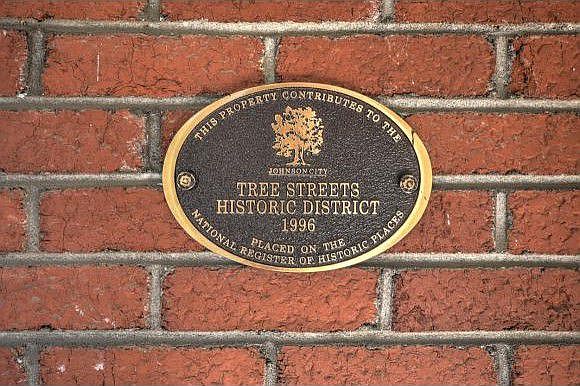 THIS PROPERTY CONTRIBUTES TO THE
JOHNSON CITY
TREE STREETS
HISTORIC DISTRICT
1996
PLACED ON THE
NATIONAL REGISTER OF HISTORIC PLACES